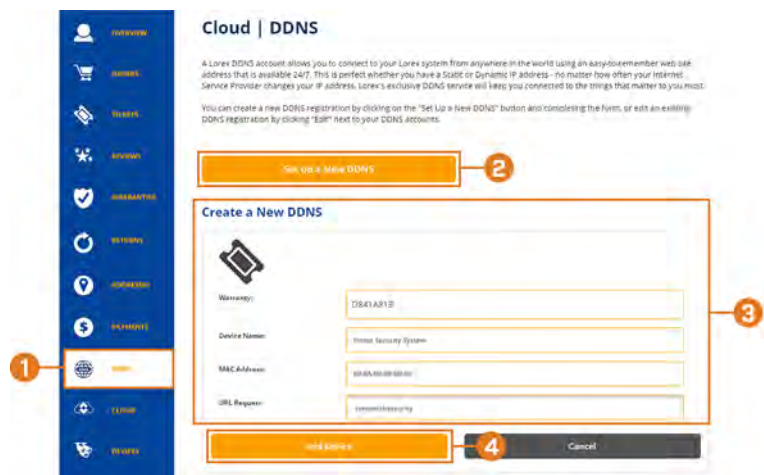 Cloud | DDNS
OVERVIEW
A Lorex DDNS account allows you to connect to your Lorex system from anywhere in the world using an easy-to-remember web site
address that is available 24/7. This is perfect whether you have a Static or Dynamic IP address - no matter how often your Internet
Service Provider changes your IP address, Lorex's exclusive DDNS service will keep you connected to the things that matter to you most.
ORDERS
You can create a new DDNS registration by clicking on the "Set Up a New DDNS" button and completing the form, or edit an existing
DDNS registration by clicking "Edit" next to your DDNS accounts.
TICKETS
REVIEWS
Set Up a New DDNS
2
Create a New DDNS
RETURNS
Warranty:
Device Name:
Home Security System
3
PAYMENTS
1
MAC Address:
URL Request:
CLOUD
Add Device
4
Cancel